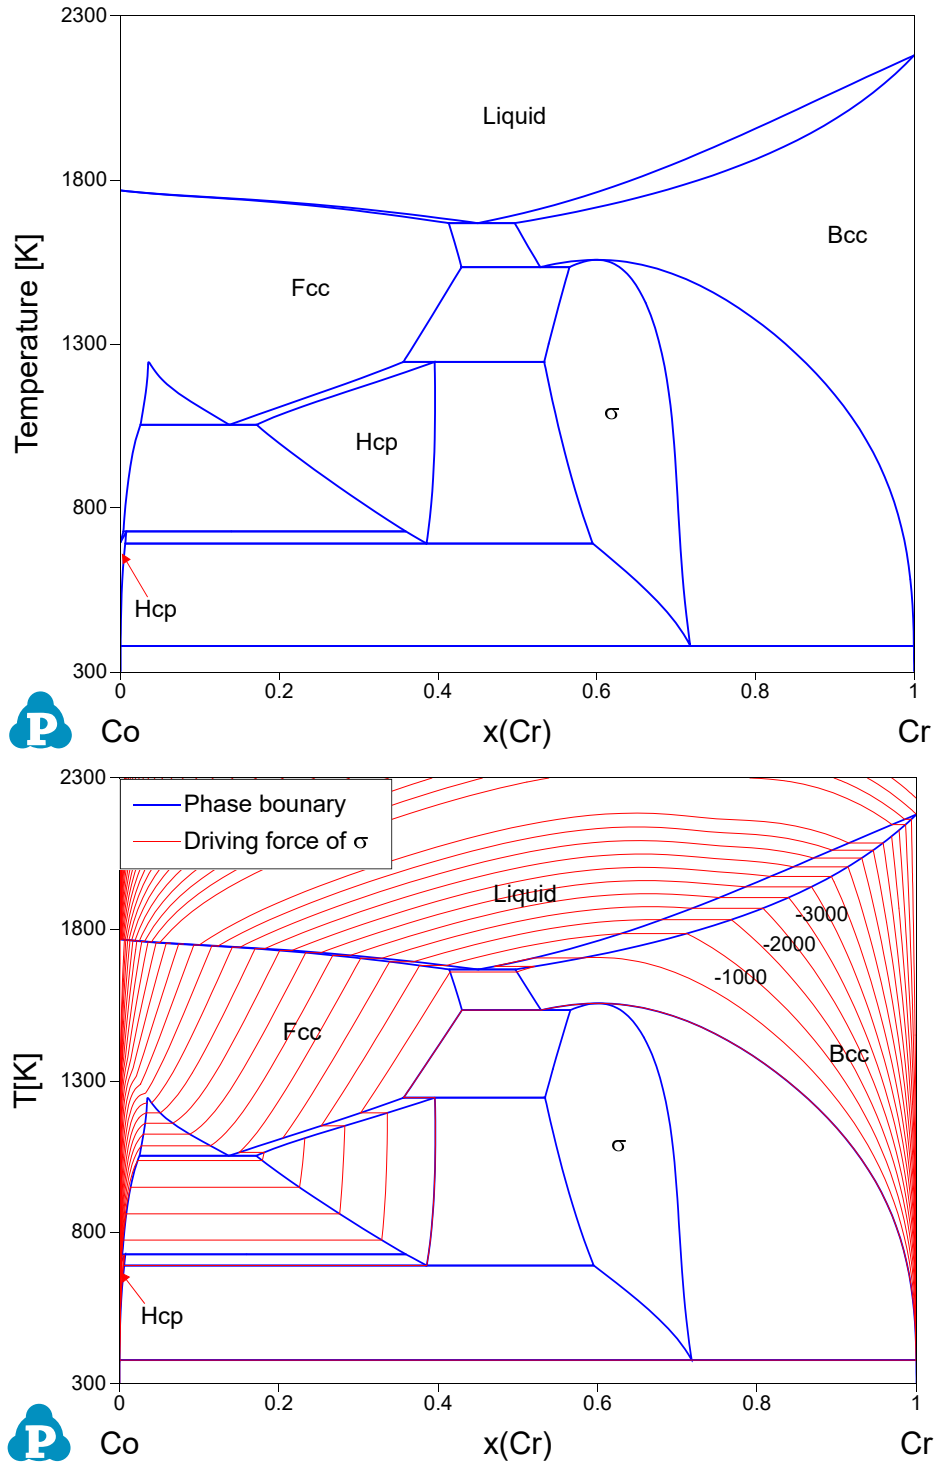 2300
Liquid
1800
Bcc
Temperature [K]
Fcc
1300
σ
Hcp
800
Hcp
300
0
0.2
0.4
0.6
0.8
1
P
Co
x(Cr)
Cr
2300
Phase bounary
Driving force of σ
Liquid
-3000
1800
-2000
-1000
Fcc
Bcc
T[K]
1300
σ
800
Hcp
300
0
0.2
0.4
0.6
0.8
1
P
Co
x(Cr)
Cr